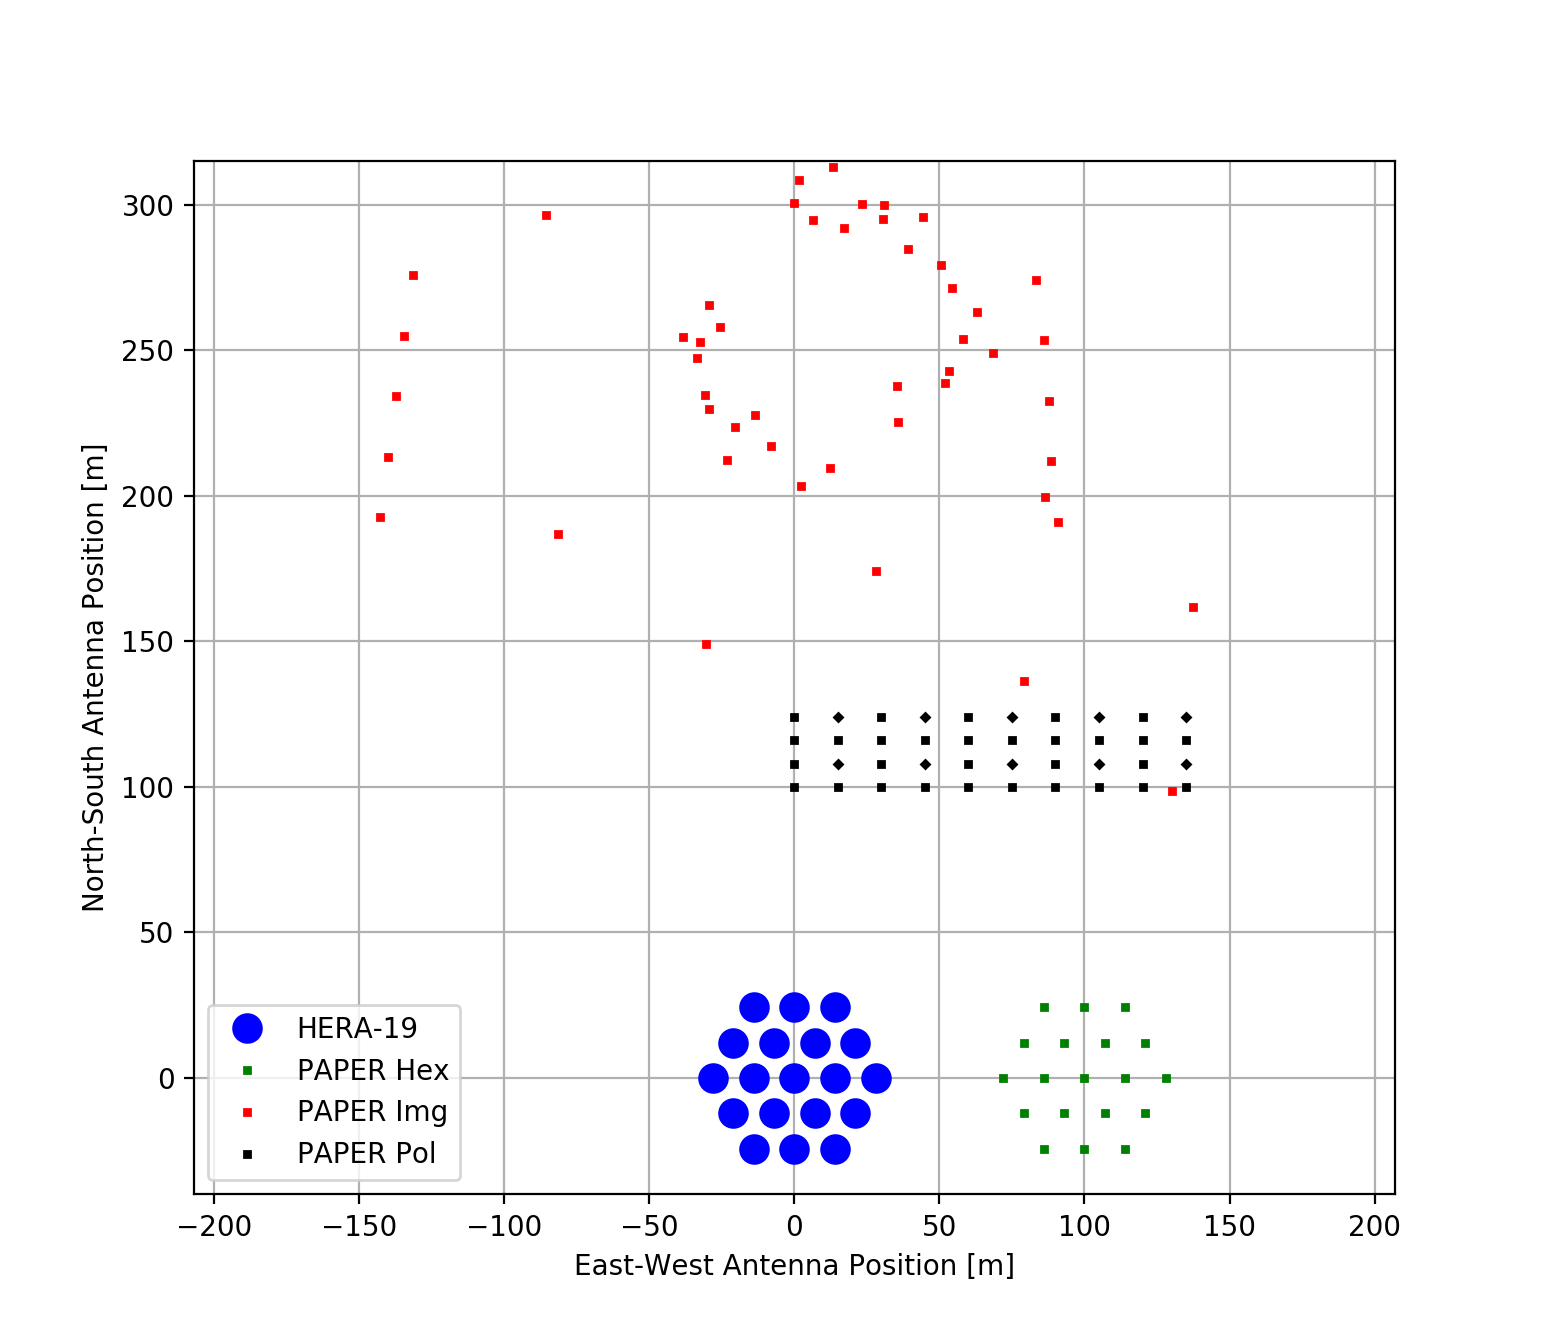 300
250
200
150
100
50
0
North-South Antenna Position [m]
HERA-19
PAPER Hex
PAPER Img
PAPER Pol
−200 −150 −100 −50 0 50 100 150 200
East-West Antenna Position [m]